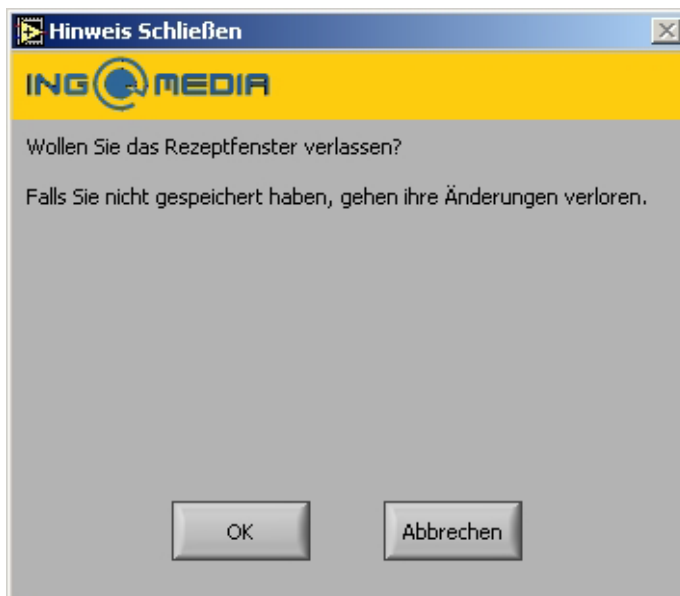 Hinweis Schließen
ING MEDIA
Wollen Sie das Rezeptfenster verlassen?
Falls Sie nicht gespeichert haben, gehen ihre Änderungen verloren.
OK
Abbrechen